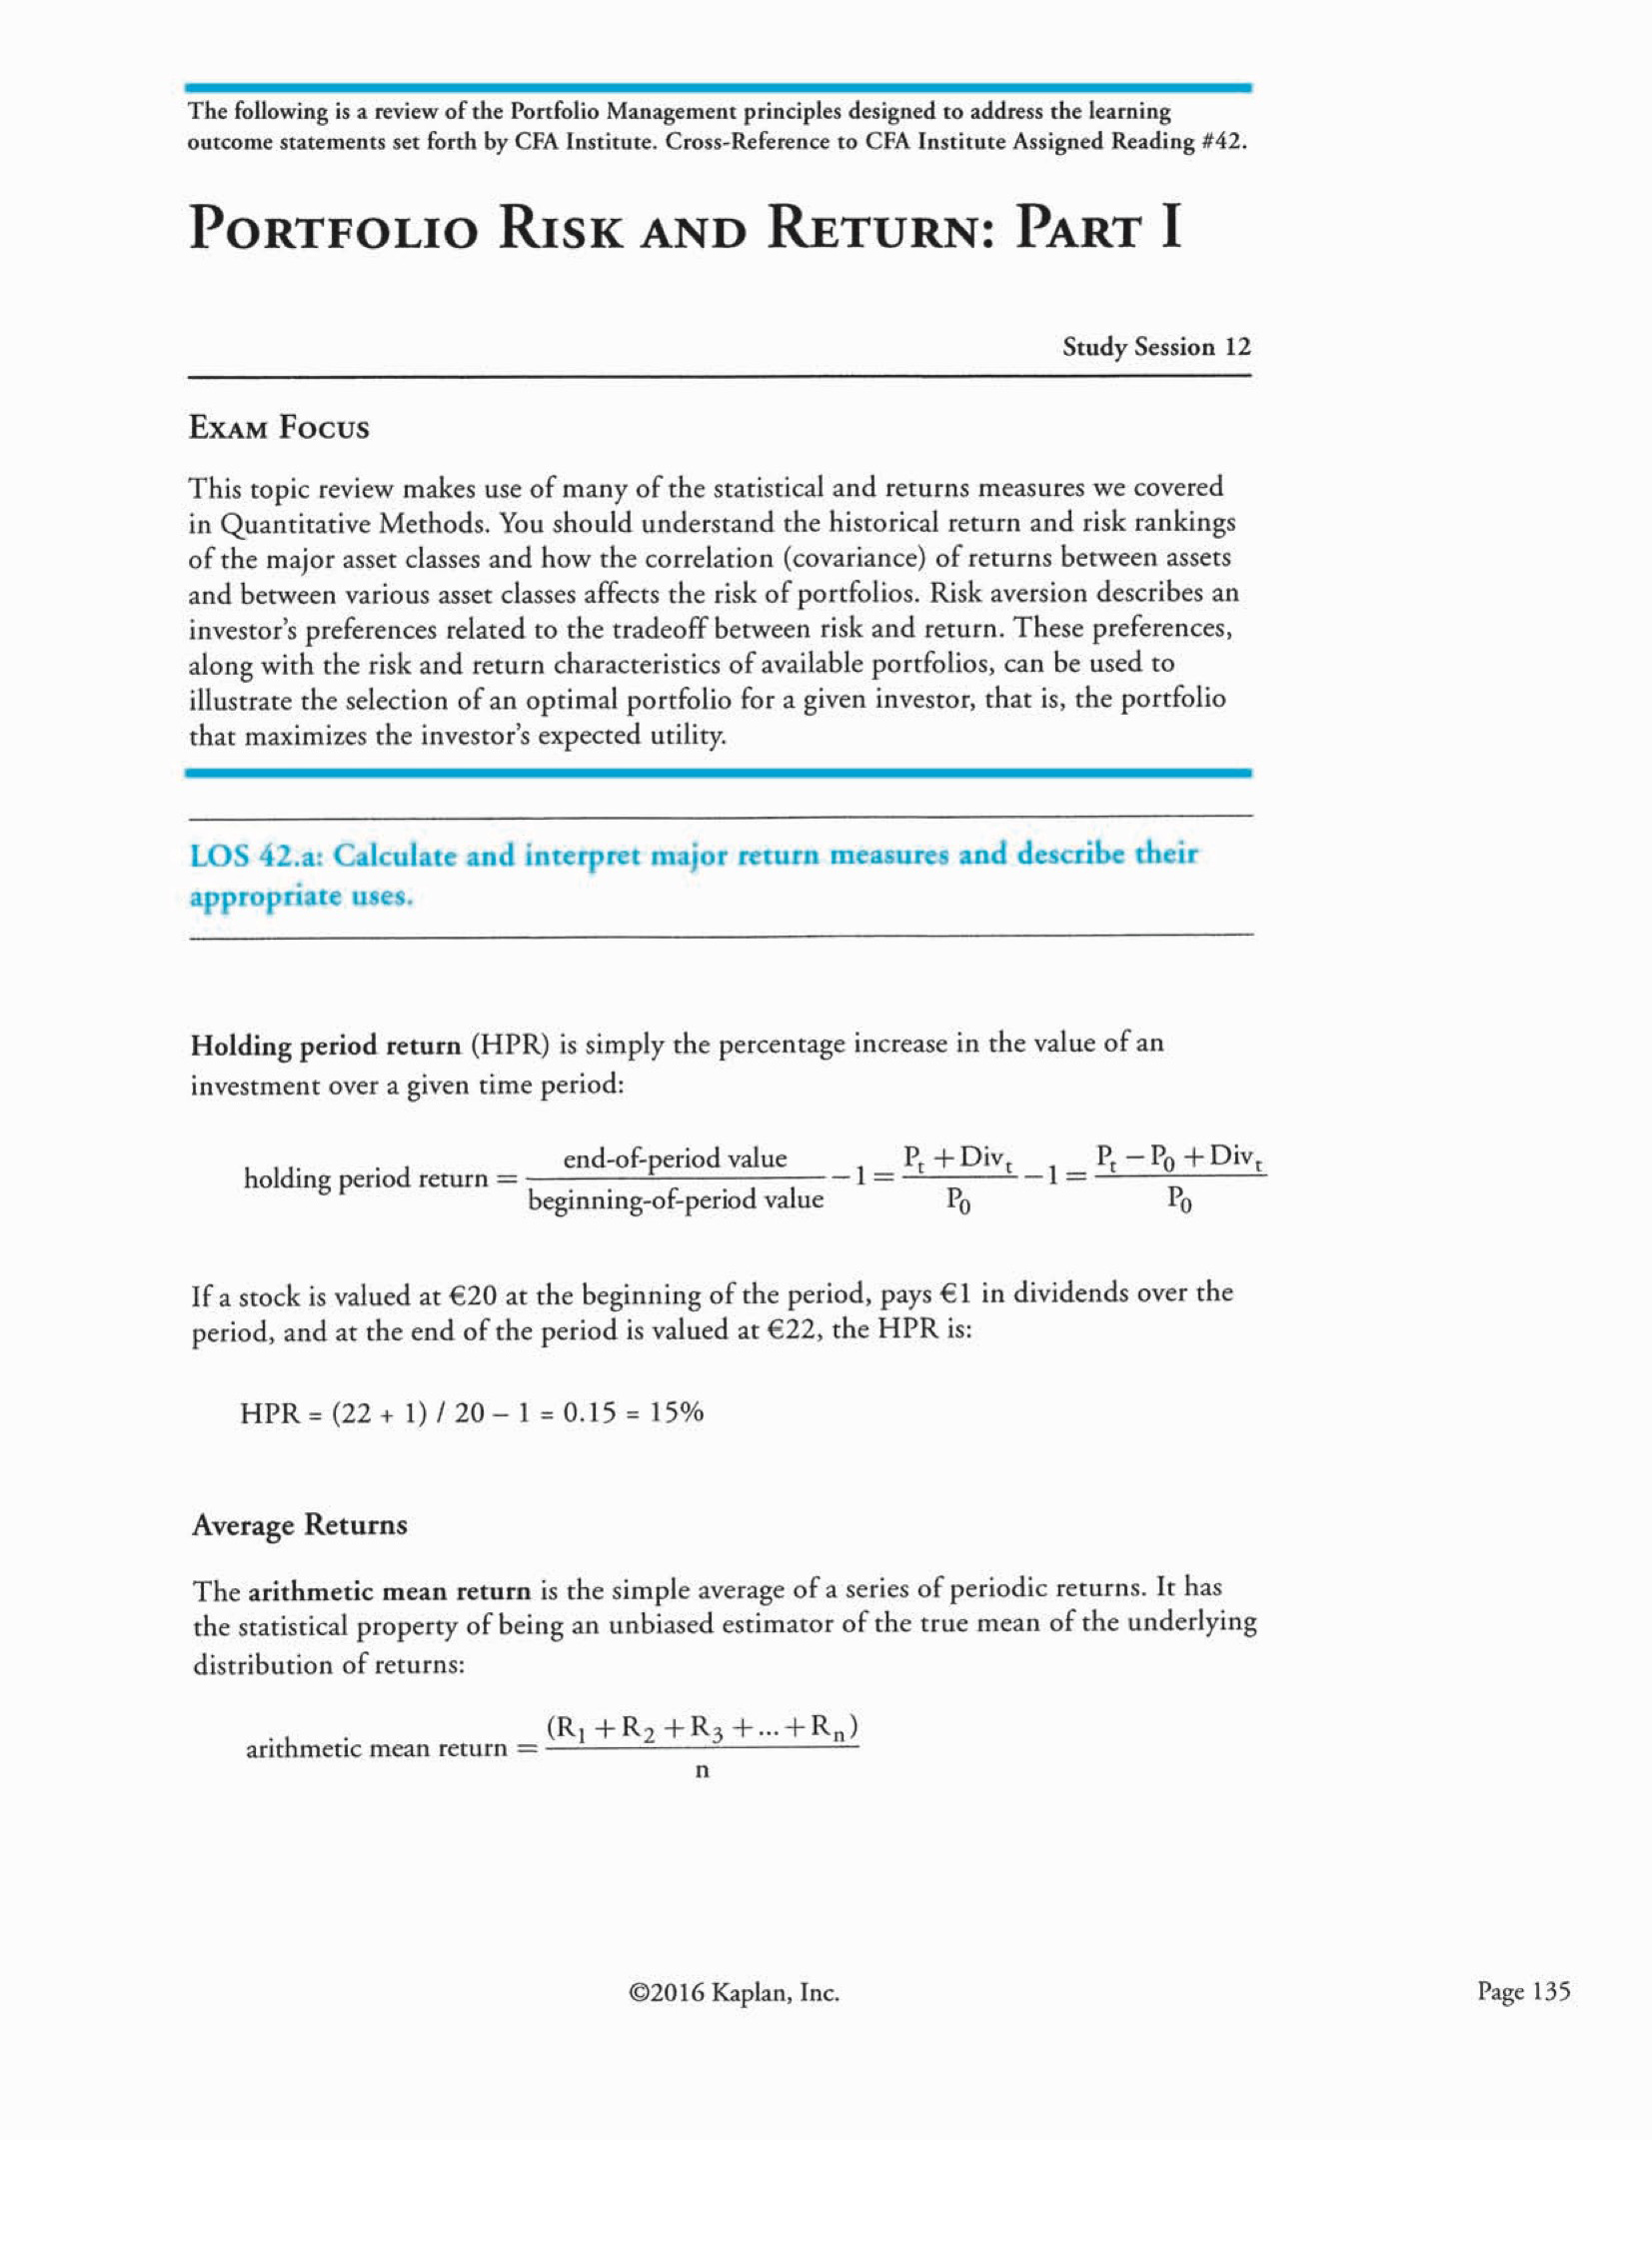 The following is a review of the Portfolio Management principles designed to address the learning
outcome statements set forth by CFA Institute. Cross-Reference to CFA Institute Assigned Reading #42.
PORTFOLIO RISK AND RETURN: PART I
Study Session 12
EXAM FOCUS
This topic review makes use of many of the statistical and returns measures we covered
in Quantitative Methods. You should understand the historical return and risk rankings
of the major asset classes and how the correlation (covariance) of returns between assets
and between various asset classes affects the risk of portfolios. Risk aversion describes an
investor's preferences related to the tradeoff between risk and return. These preferences,
along with the risk and return characteristics of available portfolios, can be used to
illustrate the selection of an optimal portfolio for a given investor, that is, the portfolio
that maximizes the investor's expected utility.
LOS 42.a: Calculate and interpret major return measures and describe their
appropriate uses.
Holding period return (HPR) is simply the percentage increase in the value of an
investment over a given time period:
holding period return = end-of-period value / beginning-of-period value − 1 = P_t + Div_t / P_0 − 1 = P_t − P_0 + Div_t / P_0
If a stock is valued at €20 at the beginning of the period, pays €1 in dividends over the
period, and at the end of the period is valued at €22, the HPR is:
HPR = (22 + 1) / 20 – 1 = 0.15 = 15%
Average Returns
The arithmetic mean return is the simple average of a series of periodic returns. It has
the statistical property of being an unbiased estimator of the true mean of the underlying
distribution of returns:
arithmetic mean return = (R_1 + R_2 + R_3 + ... + R_n) / n
©2016 Kaplan, Inc.
Page 135